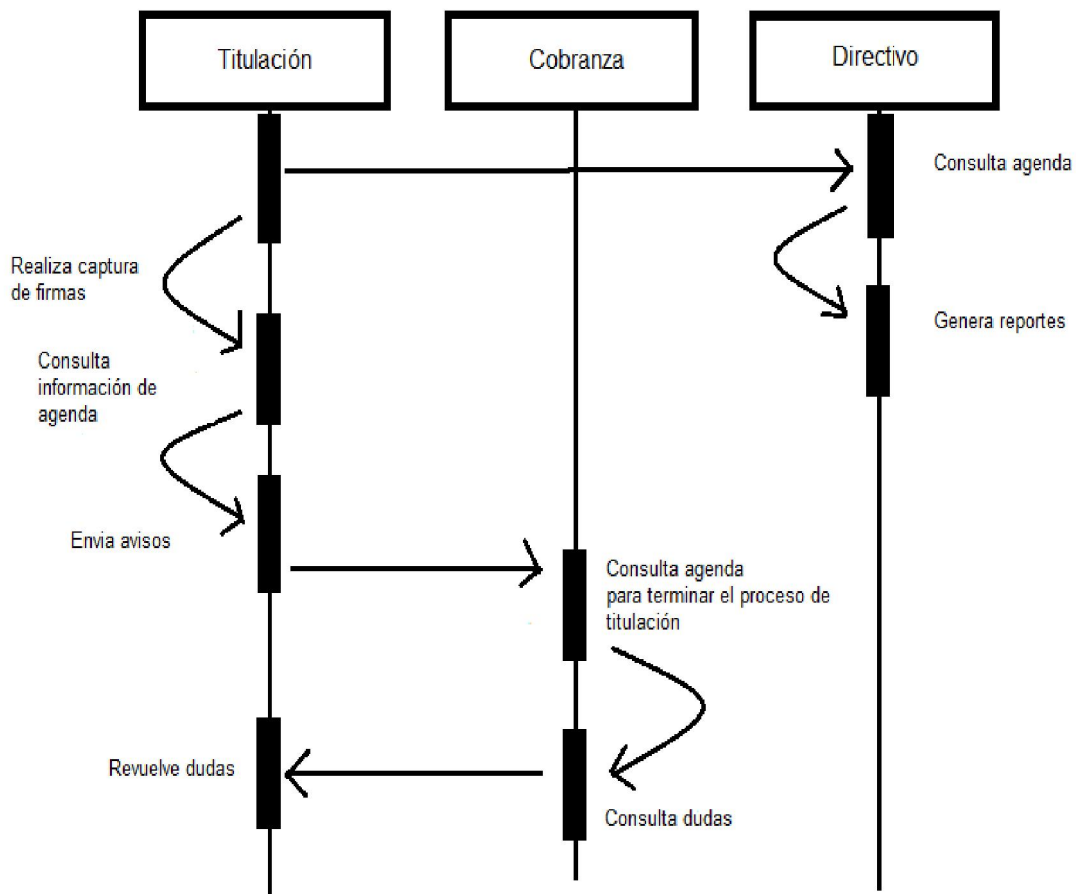 Titulación
Cobranza
Directivo
Consulta agenda
Realiza captura
de firmas
Genera reportes
Consulta
información de
agenda
Envia avisos
Consulta agenda
para terminar el proceso de
titulación
Revuelve dudas
Consulta dudas